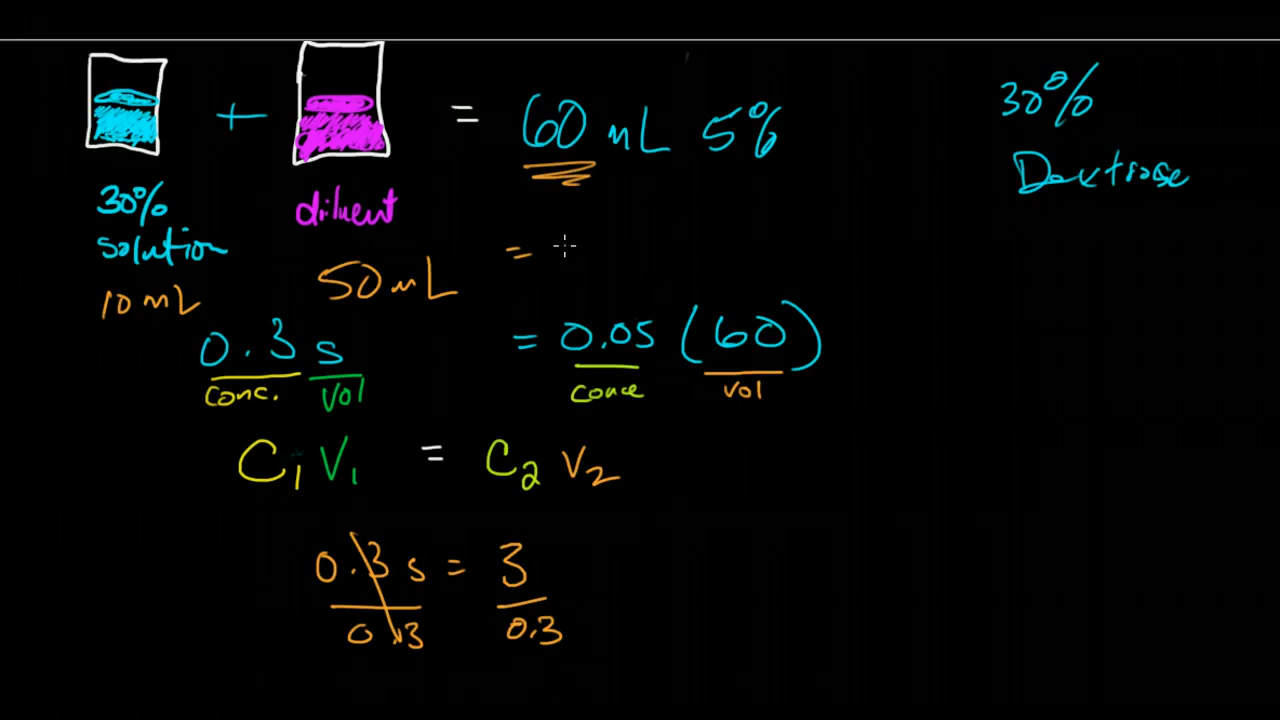 + = 60 mL 5%
30%
Dextrose
30%
solution
10 mL
diluent
50 mL =
0.3 s = 0.05 (60)
conc. Vol conce vol
C1 V1 = C2 V2
0.3 s = 3
0.3 0.3